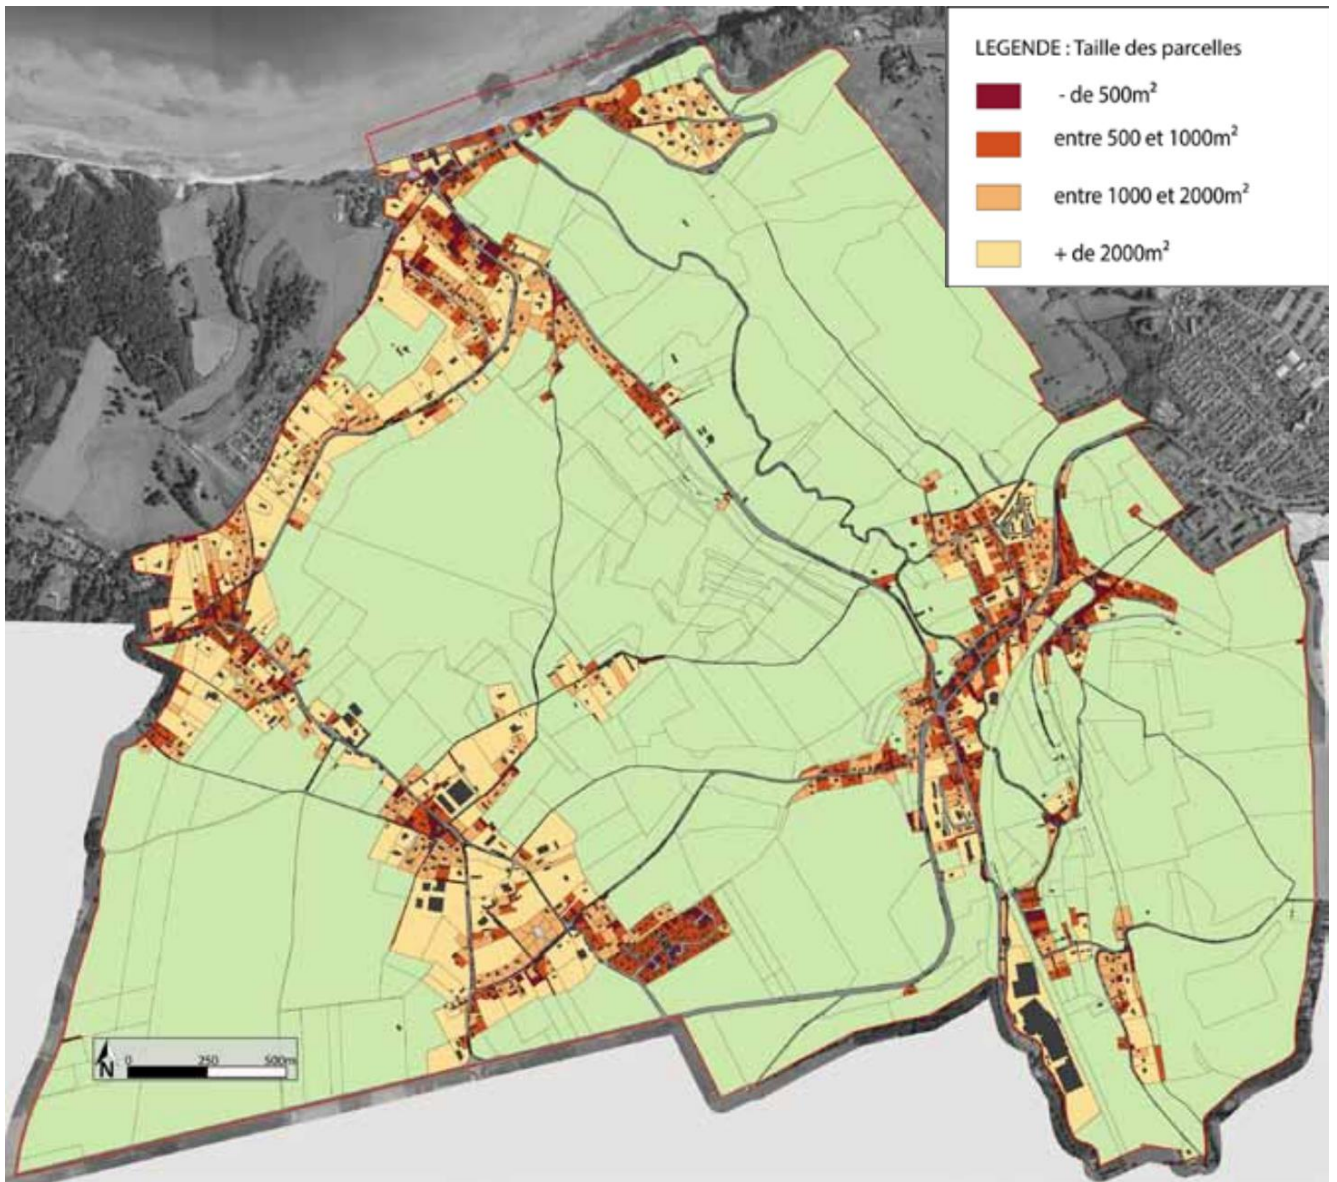 LEGENDE : Taille des parcelles
- de 500m²
entre 500 et 1000m²
entre 1000 et 2000m²
+ de 2000m²
N
0 250 500m